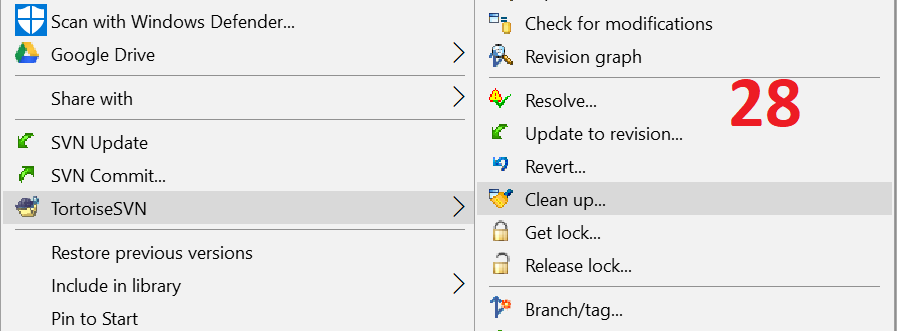 Scan with Windows Defender...
Google Drive
Share with
SVN Update
SVN Commit...
TortoiseSVN
Restore previous versions
Include in library
Pin to Start
Check for modifications
Revision graph
28
Resolve...
Update to revision...
Revert...
Clean up...
Get lock...
Release lock...
Branch/tag...